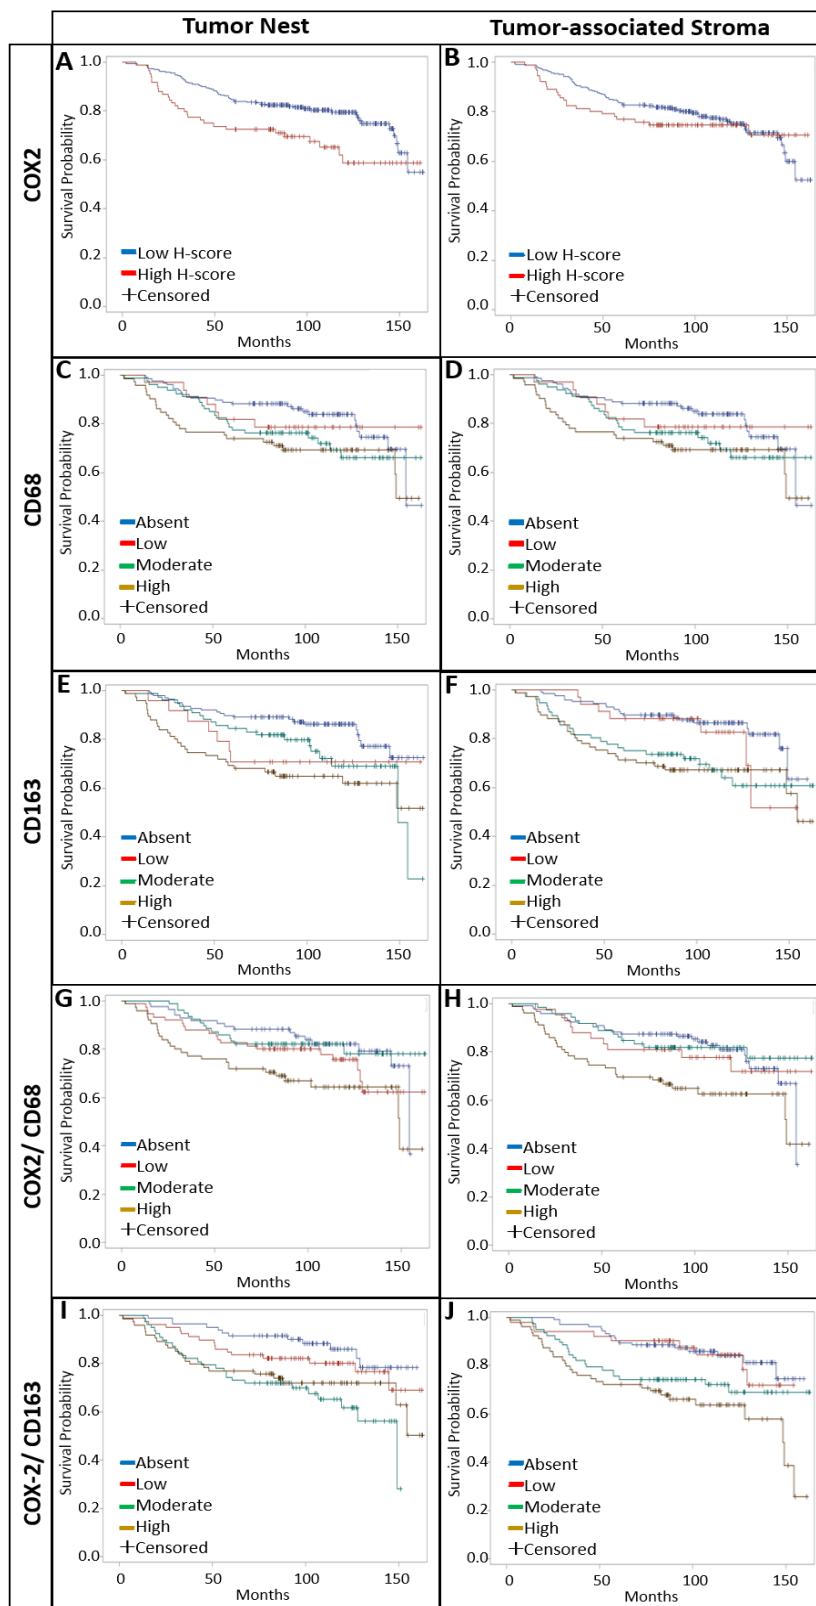 Tumor Nest
Tumor-associated Stroma
COX2
A
Survival Probability
1.0
0.8
0.6
0.4
0.2
0.0
Low H-score
High H-score
Censored
0 50 100 150
Months
B
Survival Probability
1.0
0.8
0.6
0.4
0.2
0.0
Low H-score
High H-score
Censored
0 50 100 150
Months
CD68
C
Survival Probability
1.0
0.8
0.6
0.4
0.2
0.0
Absent
Low
Moderate
High
Censored
0 50 100 150
Months
D
Survival Probability
1.0
0.8
0.6
0.4
0.2
0.0
Absent
Low
Moderate
High
Censored
0 50 100 150
Months
CD163
E
Survival Probability
1.0
0.8
0.6
0.4
0.2
0.0
Absent
Low
Moderate
High
Censored
0 50 100 150
Months
F
Survival Probability
1.0
0.8
0.6
0.4
0.2
0.0
Absent
Low
Moderate
High
Censored
0 50 100 150
Months
COX2/ CD68
G
Survival Probability
1.0
0.8
0.6
0.4
0.2
0.0
Absent
Low
Moderate
High
Censored
0 50 100 150
Months
H
Survival Probability
1.0
0.8
0.6
0.4
0.2
0.0
Absent
Low
Moderate
High
Censored
0 50 100 150
Months
COX-2/ CD163
I
Survival Probability
1.0
0.8
0.6
0.4
0.2
0.0
Absent
Low
Moderate
High
Censored
0 50 100 150
Months
J
Survival Probability
1.0
0.8
0.6
0.4
0.2
0.0
Absent
Low
Moderate
High
Censored
0 50 100 150
Months